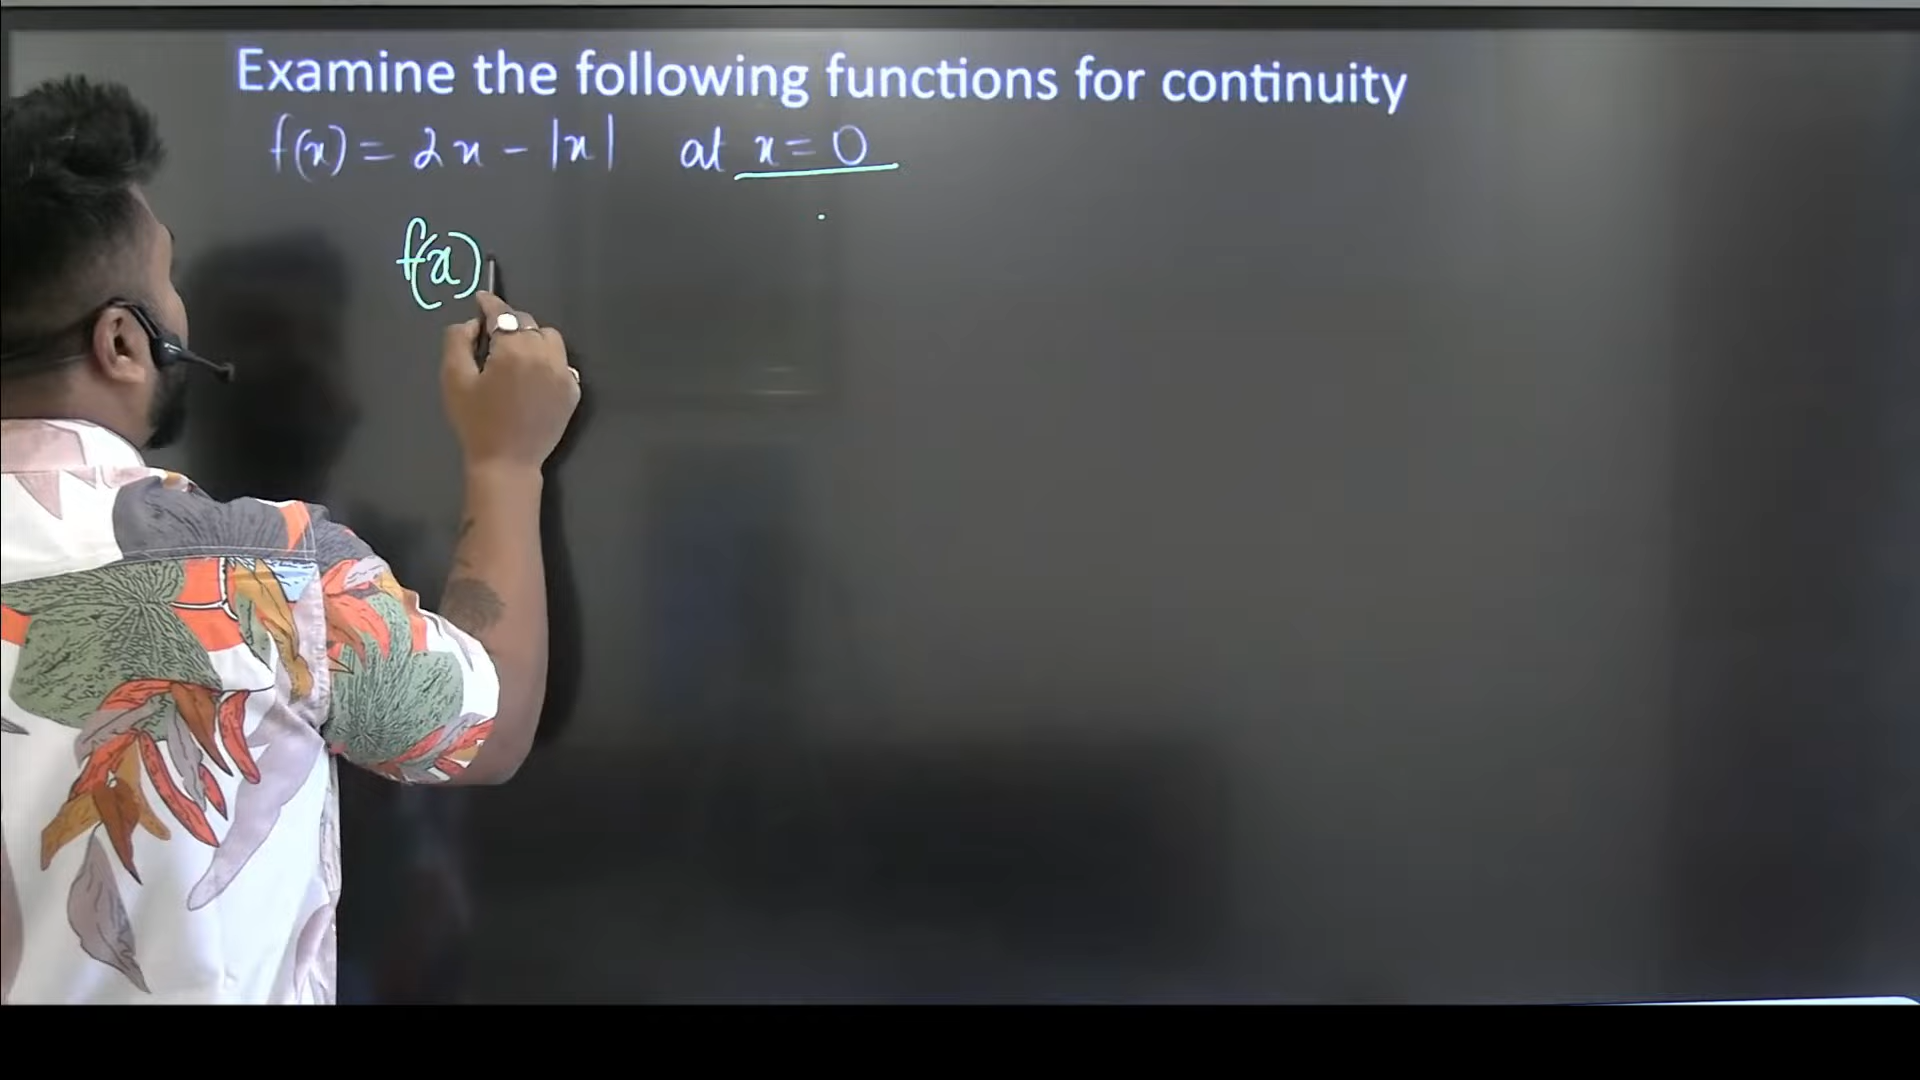 Examine the following functions for continuity
f(x) = 2x - |x| at x = 0
f(x)